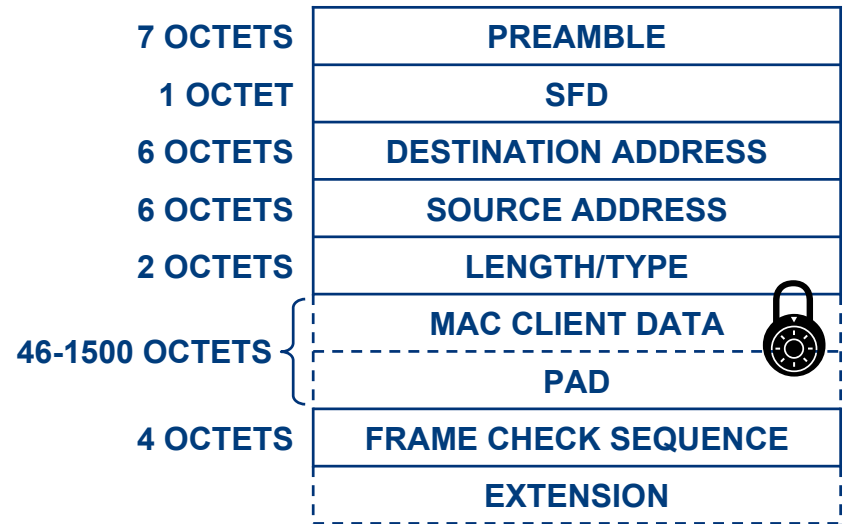 7 OCTETS PREAMBLE
1 OCTET SFD
6 OCTETS DESTINATION ADDRESS
6 OCTETS SOURCE ADDRESS
2 OCTETS LENGTH/TYPE
MAC CLIENT DATA
46-1500 OCTETS
PAD
4 OCTETS FRAME CHECK SEQUENCE
EXTENSION